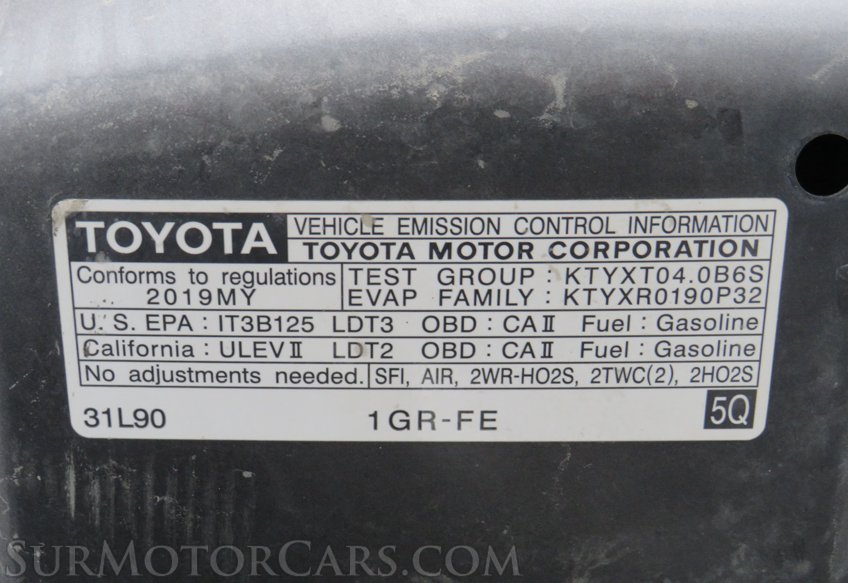 TOYOTA
VEHICLE EMISSION CONTROL INFORMATION
TOYOTA MOTOR CORPORATION
Conforms to regulations
2019MY
TEST GROUP : KTYXT04.0B6S
EVAP FAMILY : KTYXR0190P32
U. S. EPA : IT3B125 LDT3 OBD : CAⅡ Fuel : Gasoline
California : ULEVⅡ LDT2 OBD : CAⅡ Fuel : Gasoline
No adjustments needed. SFI, AIR, 2WR-HO2S, 2TWC(2), 2HO2S
31L90 1GR-FE 5Q
SurMotorCars.com